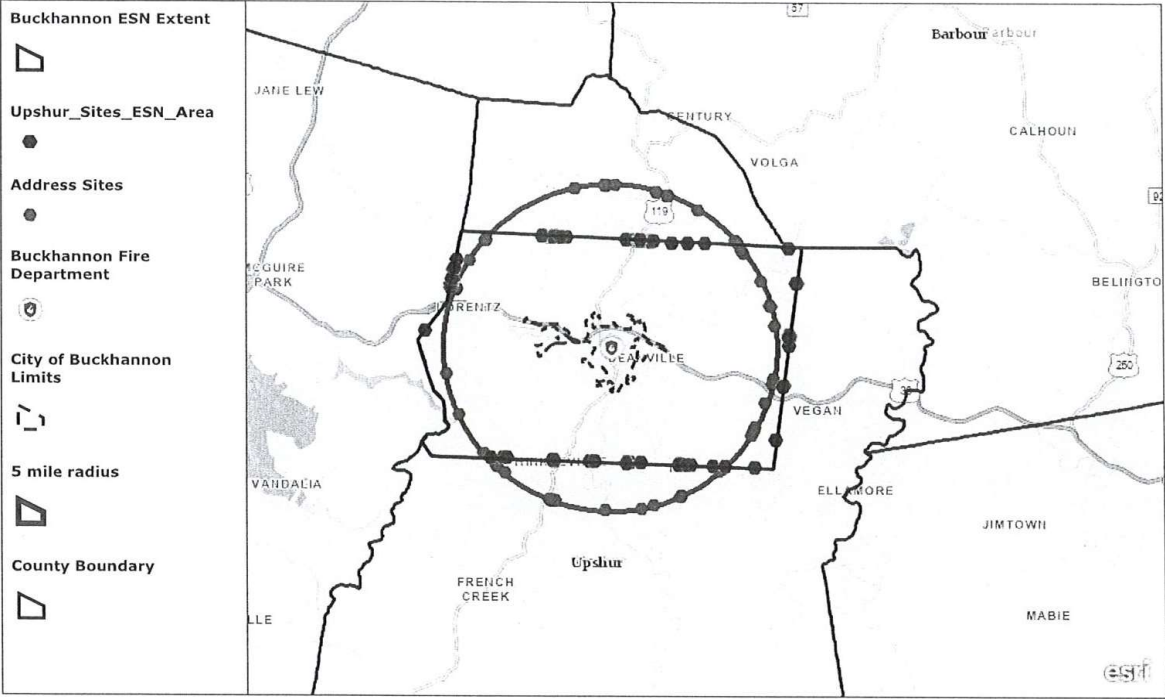 Buckhannon ESN Extent
Upshur_Sites_ESN_Area
Address Sites
Buckhannon Fire
Department
City of Buckhannon
Limits
5 mile radius
County Boundary
57
Barbour
Barbour
JANE LEW
CENTURY
CALHOUN
VOLGA
92
119
MCGUIRE
PARK
BELINGTO
LORENTZ
250
VEGAN
VANDALIA
ELLAMORE
JIMTOWN
Upshur
FRENCH
CREEK
MABIE
LLE
esri